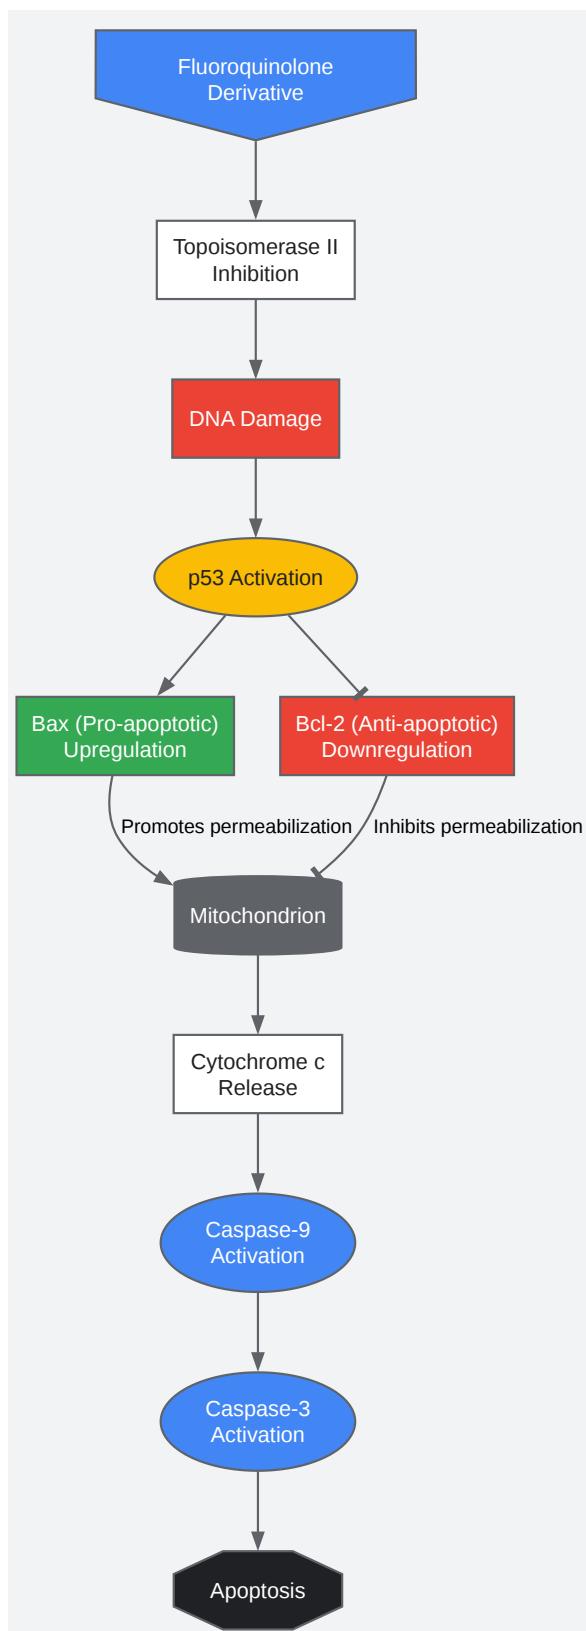 Fluoroquinolone
Derivative
Topoisomerase II
Inhibition
DNA Damage
p53 Activation
Bax (Pro-apoptotic)
Upregulation
Bcl-2 (Anti-apoptotic)
Downregulation
Promotes permeabilization
Inhibits permeabilization
Mitochondrion
Cytochrome c
Release
Caspase-9
Activation
Caspase-3
Activation
Apoptosis